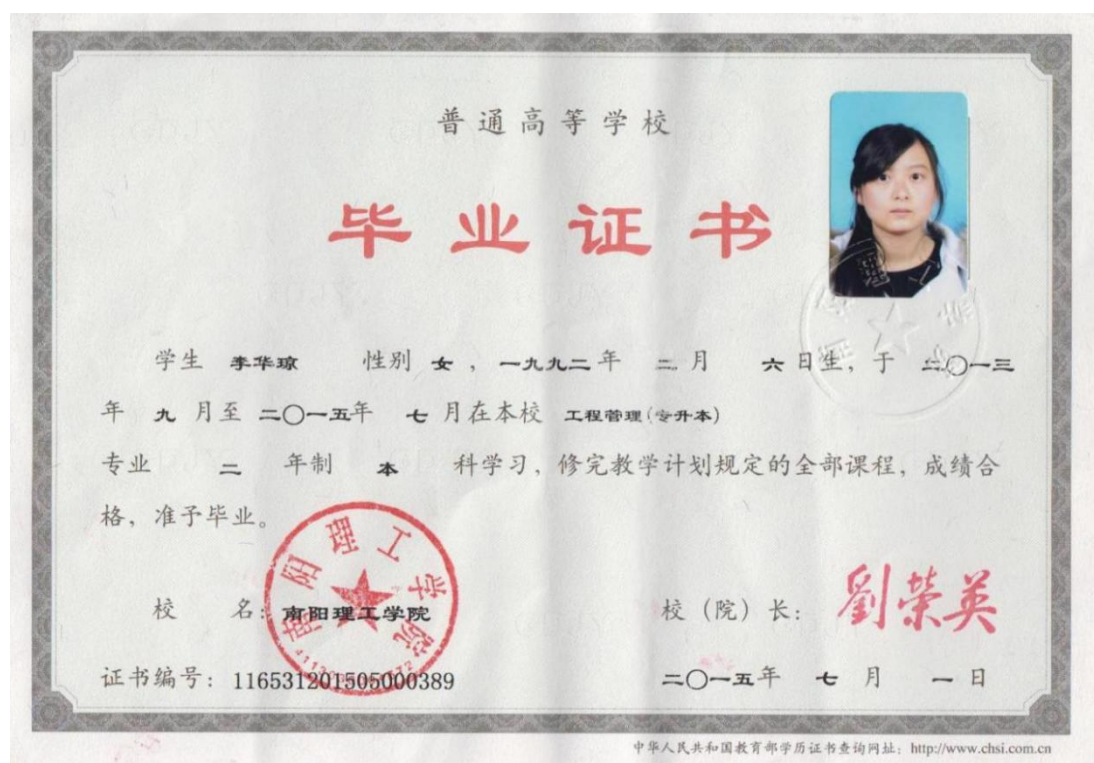 普通高等学校
毕业证书
学生 李华琼 性别 女 ，一九九二年 二 月 六 日生，于 二〇一三
年 九 月至 二〇一五年 七 月在本校 工程管理(专升本)
专业 二 年制 本 科学习，修完教学计划规定的全部课程，成绩合
格，准予毕业。
南阳理工学院
校 名：南阳理工学院 校（院）长：劉荣英
证书编号：116531201505000389 二〇一五年 七 月 一 日
中华人民共和国教育部学历证书查询网址：http://www.chsi.com.cn